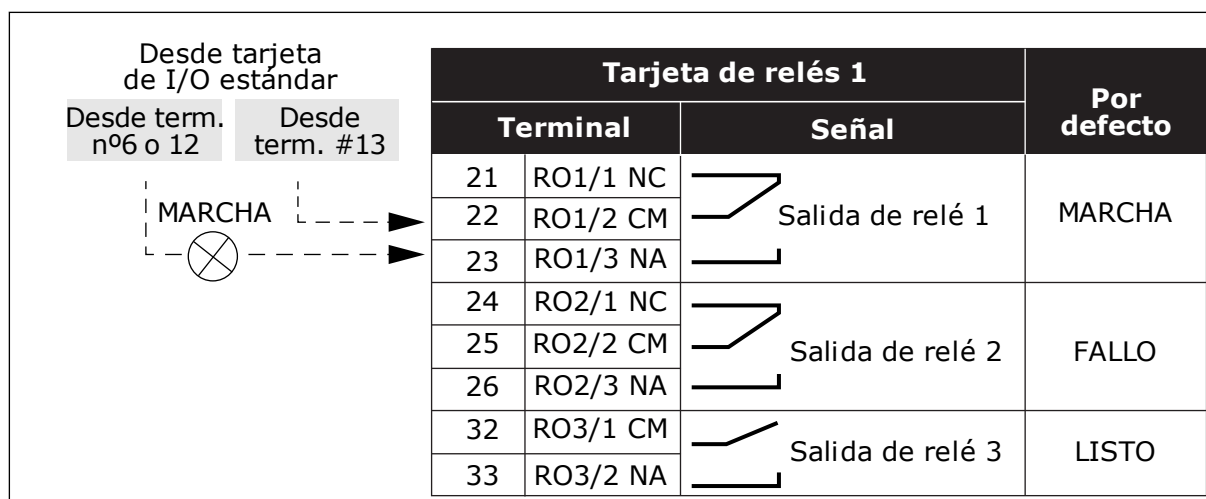 Desde tarjeta
de I/O estándar
Desde term.
nº6 o 12
Desde
term. #13
MARCHA
Tarjeta de relés 1
Por
defecto
Terminal
Señal
21 RO1/1 NC
22 RO1/2 CM
23 RO1/3 NA
Salida de relé 1
MARCHA
24 RO2/1 NC
25 RO2/2 CM
26 RO2/3 NA
Salida de relé 2
FALLO
32 RO3/1 CM
33 RO3/2 NA
Salida de relé 3
LISTO